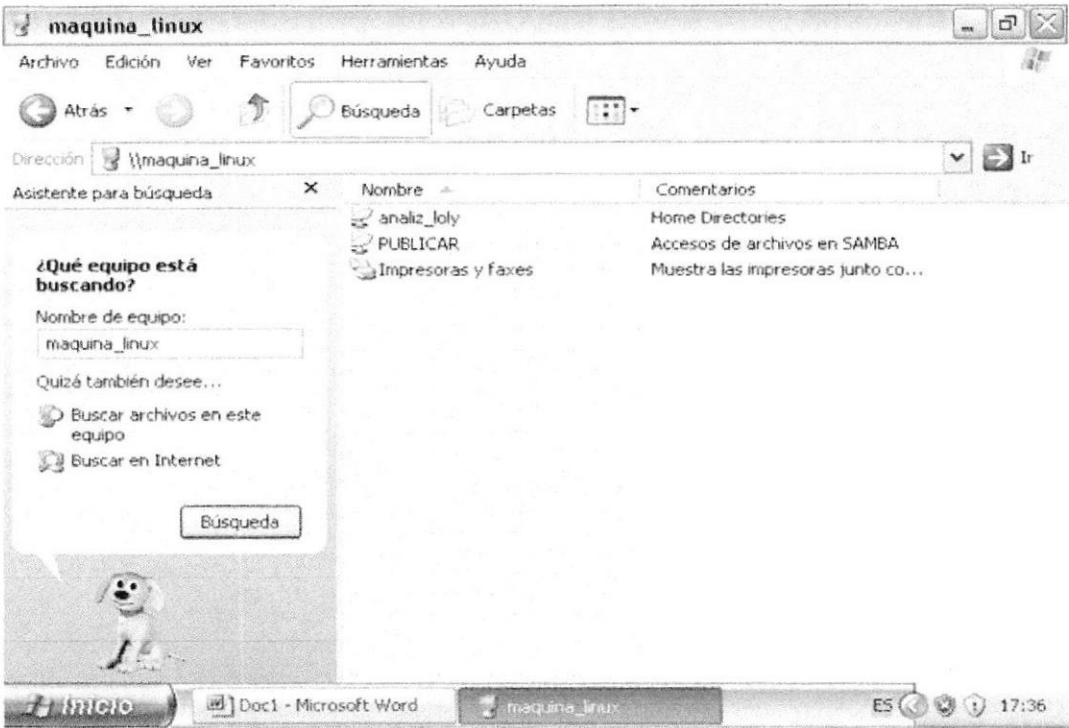 maquina_linux
Archivo Edición Ver Favoritos Herramientas Ayuda
Atrás Búsqueda Carpetas
Dirección \\maquina_linux Ir
Asistente para búsqueda
Nombre Comentarios
analiz_loly Home Directories
PUBLICAR Accesos de archivos en SAMBA
Impresoras y faxes Muestra las impresoras junto co...
¿Qué equipo está
buscando?
Nombre de equipo:
maquina_linux
Quizá también desee...
Buscar archivos en este
equipo
Buscar en Internet
Búsqueda
Inicio Doc1 - Microsoft Word maquina_linux ES 17:36